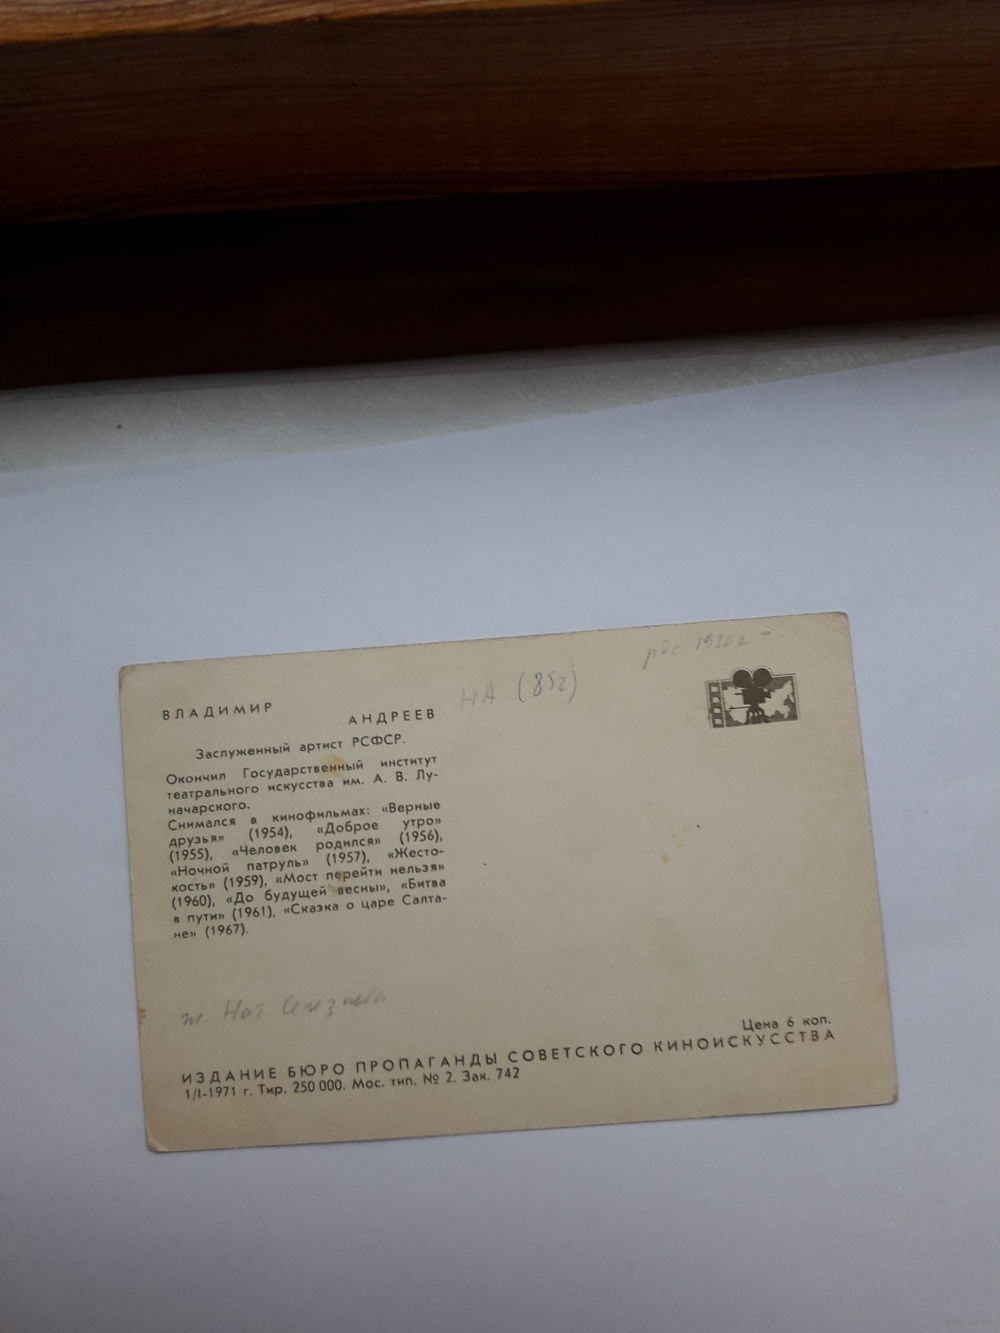 ВЛАДИМИР
АНДРЕЕВ
НА (85г)
1930г
Заслуженный артист РСФСР.
Окончил Государственный институт
театрального искусства им. А. В. Лу-
начарского.
Снимался в кинофильмах: «Верные
друзья» (1954), «Доброе утро»
(1955), «Человек родился» (1956),
«Ночной патруль» (1957), «Жесто-
кость» (1959), «Мост перейти нельзя»
(1960), «До будущей весны», «Битва
в пути» (1961), «Сказка о царе Салта-
не» (1967).
ж. Нат. Селезнева
Цена 6 коп.
ИЗДАНИЕ БЮРО ПРОПАГАНДЫ СОВЕТСКОГО КИНОИСКУССТВА
1/I-1971 г. Тир. 250 000. Мос. тип. № 2. Зак. 742